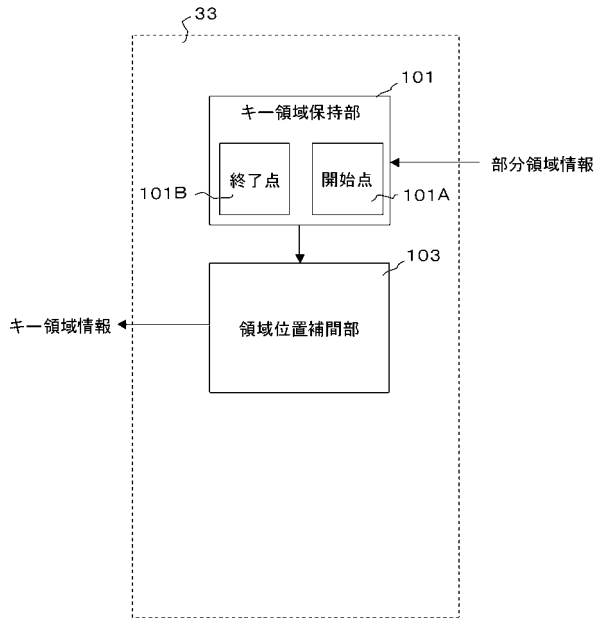 33
101
キー領域保持部
部分領域情報
終了点
開始点
101B
101A
103
領域位置補間部
キー領域情報